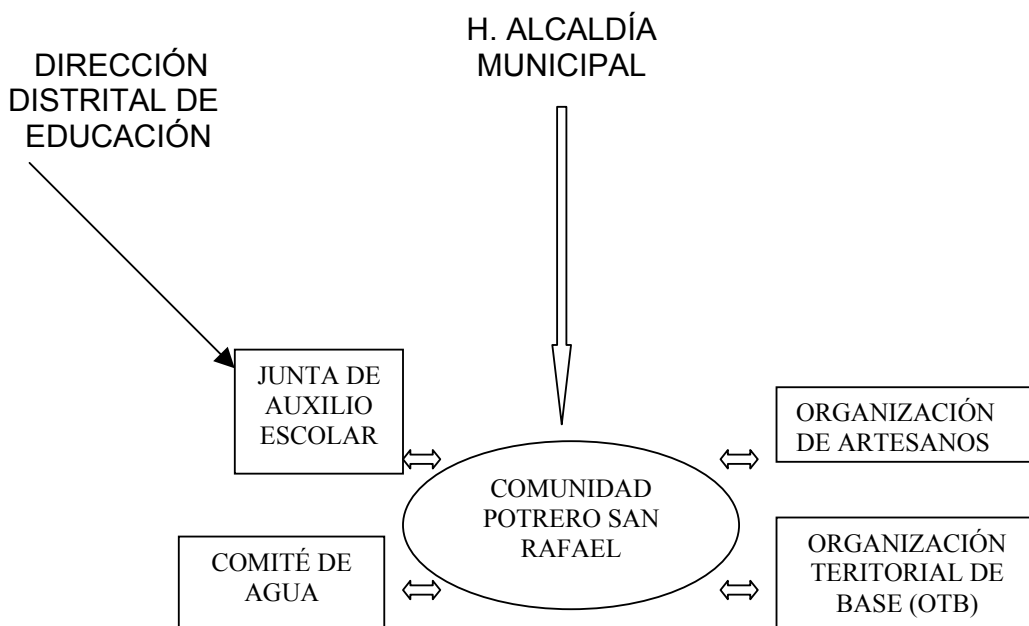 H. ALCALDÍA
MUNICIPAL
DIRECCIÓN
DISTRITAL DE
EDUCACIÓN
JUNTA DE
AUXILIO
ESCOLAR
ORGANIZACIÓN
DE ARTESANOS
COMUNIDAD
POTRERO SAN
RAFAEL
COMITÉ DE
AGUA
ORGANIZACIÓN
TERITORIAL DE
BASE (OTB)